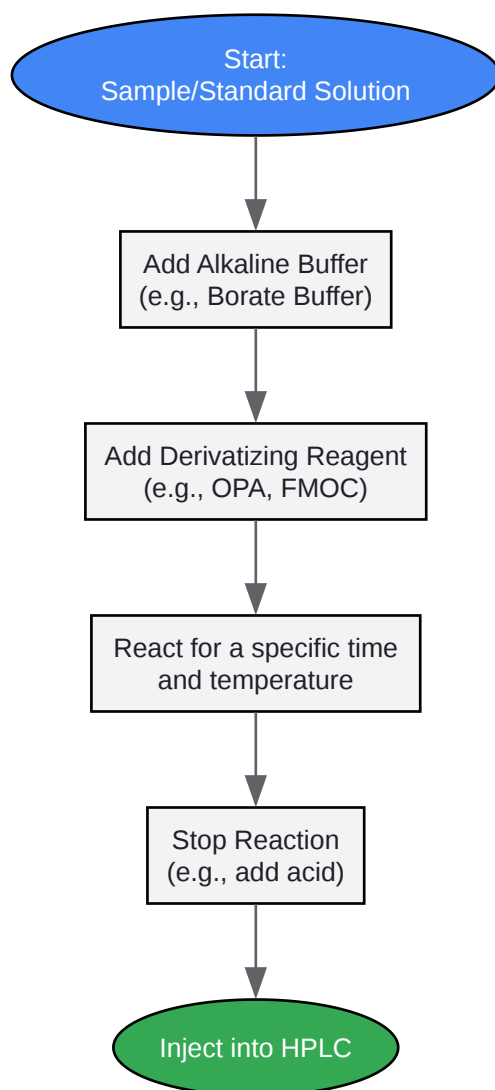 Start:
Sample/Standard Solution
Add Alkaline Buffer
(e.g., Borate Buffer)
Add Derivatizing Reagent
(e.g., OPA, FMOC)
React for a specific time
and temperature
Stop Reaction
(e.g., add acid)
Inject into HPLC